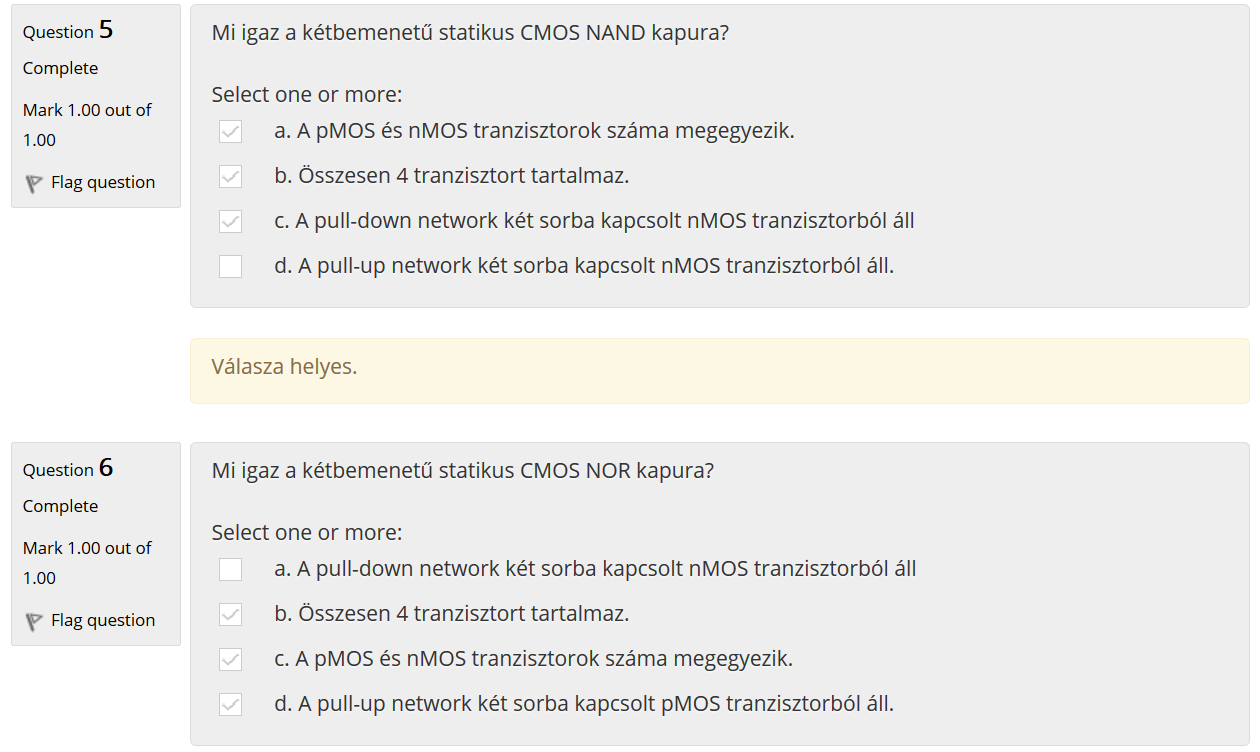 Question 5
Complete
Mark 1.00 out of
1.00
Flag question
Mi igaz a kétbemenetű statikus CMOS NAND kapura?
Select one or more:
a. A pMOS és nMOS tranzisztorok száma megegyezik.
b. Összesen 4 tranzisztort tartalmaz.
c. A pull-down network két sorba kapcsolt nMOS tranzisztorból áll
d. A pull-up network két sorba kapcsolt nMOS tranzisztorból áll.
Válasza helyes.
Question 6
Complete
Mark 1.00 out of
1.00
Flag question
Mi igaz a kétbemenetű statikus CMOS NOR kapura?
Select one or more:
a. A pull-down network két sorba kapcsolt nMOS tranzisztorból áll
b. Összesen 4 tranzisztort tartalmaz.
c. A pMOS és nMOS tranzisztorok száma megegyezik.
d. A pull-up network két sorba kapcsolt pMOS tranzisztorból áll.